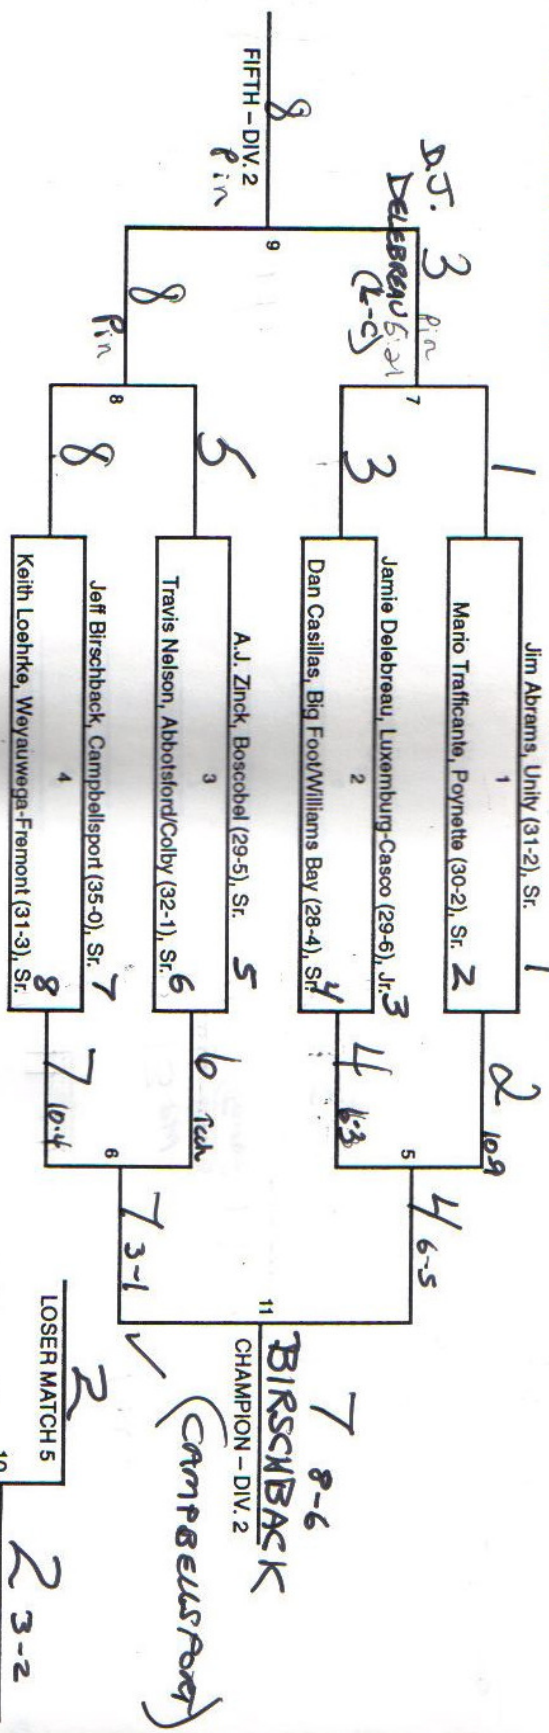 Jim Abrams, Unity (31-2), Sr. 1
1
Mario Trafficante, Poynette (30-2), Sr. 2
Jamie Delebreau, Luxemburg-Casco (29-6), Jr. 3
2
Dan Casillas, Big Foot/Williams Bay (28-4), Sr. 4
A.J. Zinck, Boscobel (29-5), Sr. 5
3
Travis Nelson, Abbotsford/Colby (32-1), Sr. 6
Jeff Birschback, Campbellsport (35-0), Sr. 7
4
Keith Loehrke, Weyauwega-Fremont (31-3), Sr. 8
1
3
5
8
7
8
D.J.
DELEBREAU
(L-C)
3 Pin
5:21
8
Pin
9
8
FIFTH – DIV. 2
Pin
2 10-9
4 6-3
6 Tech
7 10-4
5
6
4 6-5
7 3-1
11
7 8-6
BIRSCHBACK
CHAMPION – DIV. 2
(CAMPBELLSPORT)
2
LOSER MATCH 5
10
2 3-2